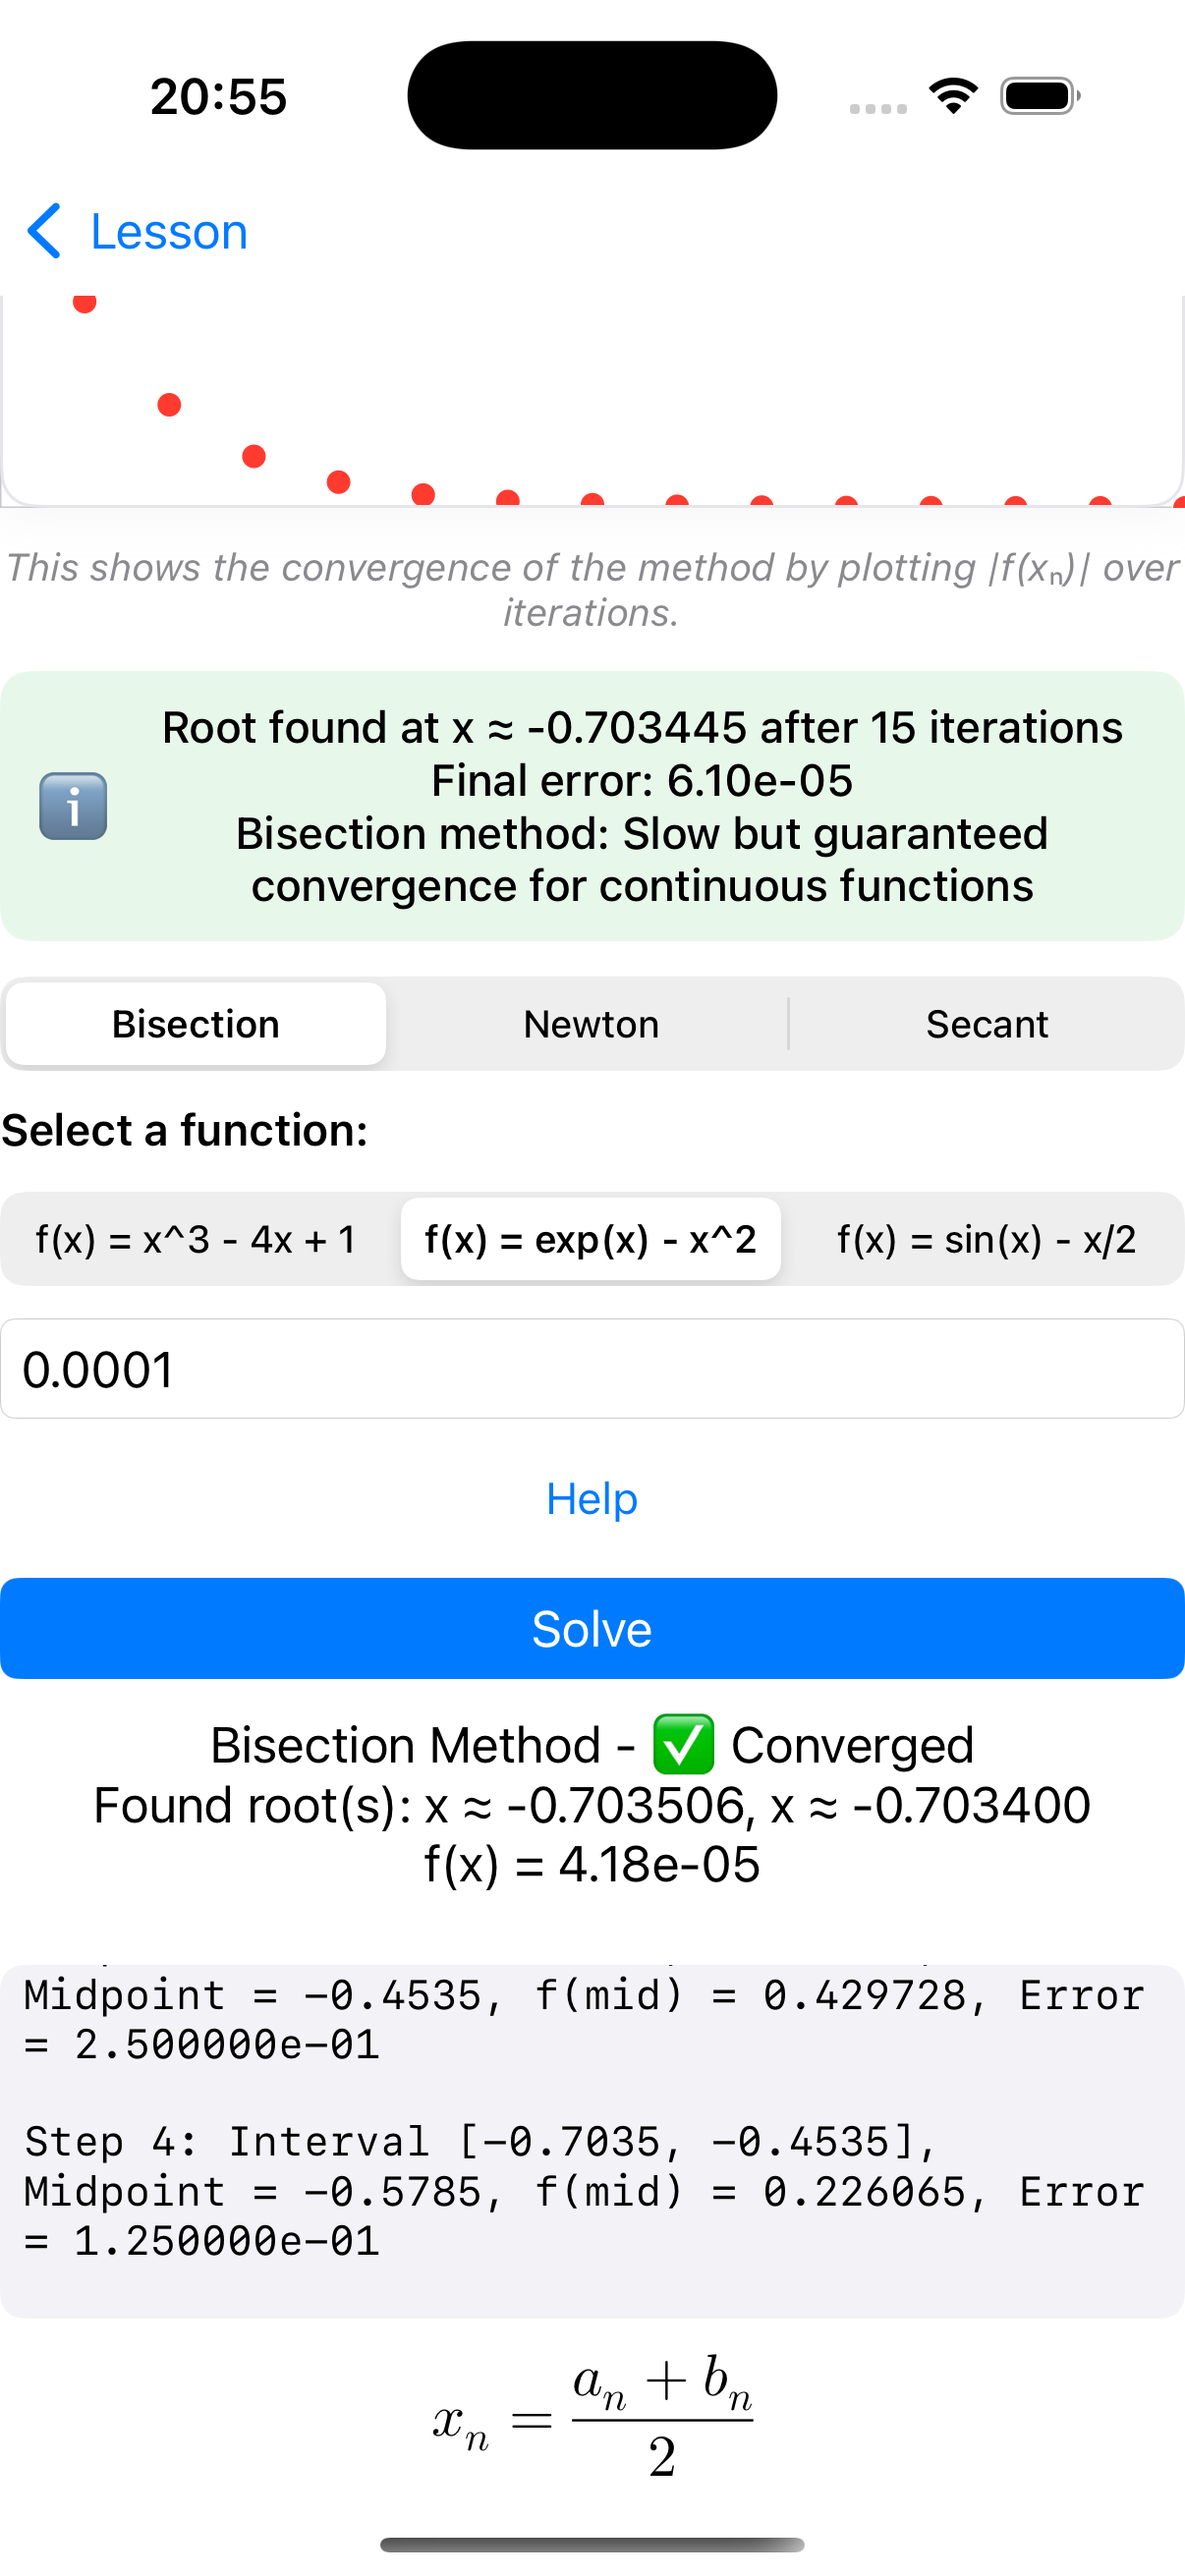 20:55
Lesson
This shows the convergence of the method by plotting |f(xₙ)| over
iterations.
Root found at x ≈ -0.703445 after 15 iterations
Final error: 6.10e-05
Bisection method: Slow but guaranteed
convergence for continuous functions
Bisection
Newton
Secant
Select a function:
f(x) = x^3 - 4x + 1
f(x) = exp(x) - x^2
f(x) = sin(x) - x/2
0.0001
Help
Solve
Bisection Method - ✅ Converged
Found root(s): x ≈ -0.703506, x ≈ -0.703400
f(x) = 4.18e-05
Midpoint = -0.4535, f(mid) = 0.429728, Error
= 2.500000e-01
Step 4: Interval [-0.7035, -0.4535],
Midpoint = -0.5785, f(mid) = 0.226065, Error
= 1.250000e-01
xₙ = (aₙ + bₙ)/2